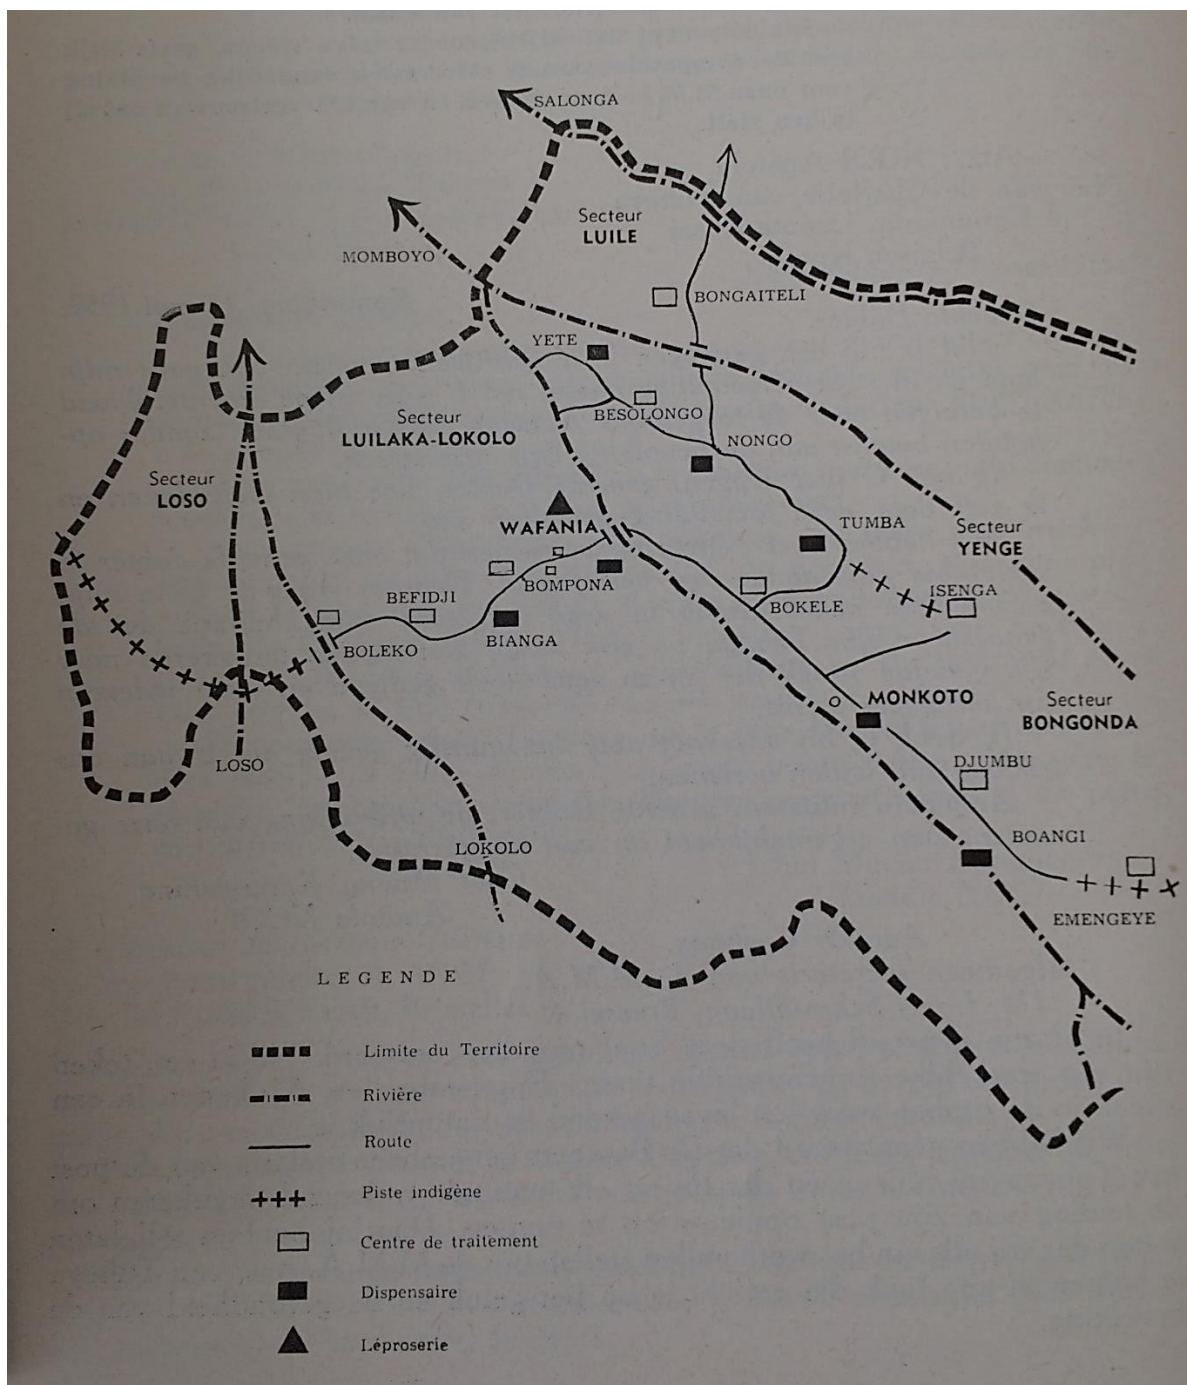 SALONGA
Secteur
LUILE
MOMBOYO
BONGAITELI
YETE
BESOLONGO
Secteur
LUILAKA-LOKOLO
NONGO
Secteur
LOSO
WAFANIA
TUMBA
Secteur
YENGE
BEFIDJI
BOMPONA
BOKELE
ISENGA
BOLEKO
BIANGA
MONKOTO
Secteur
BONGONDA
LOSO
DJUMBU
LOKOLO
BOANGI
EMENGEYE
LEGENDE
Limite du Territoire
Rivière
Route
Piste indigène
Centre de traitement
Dispensaire
Léproserie